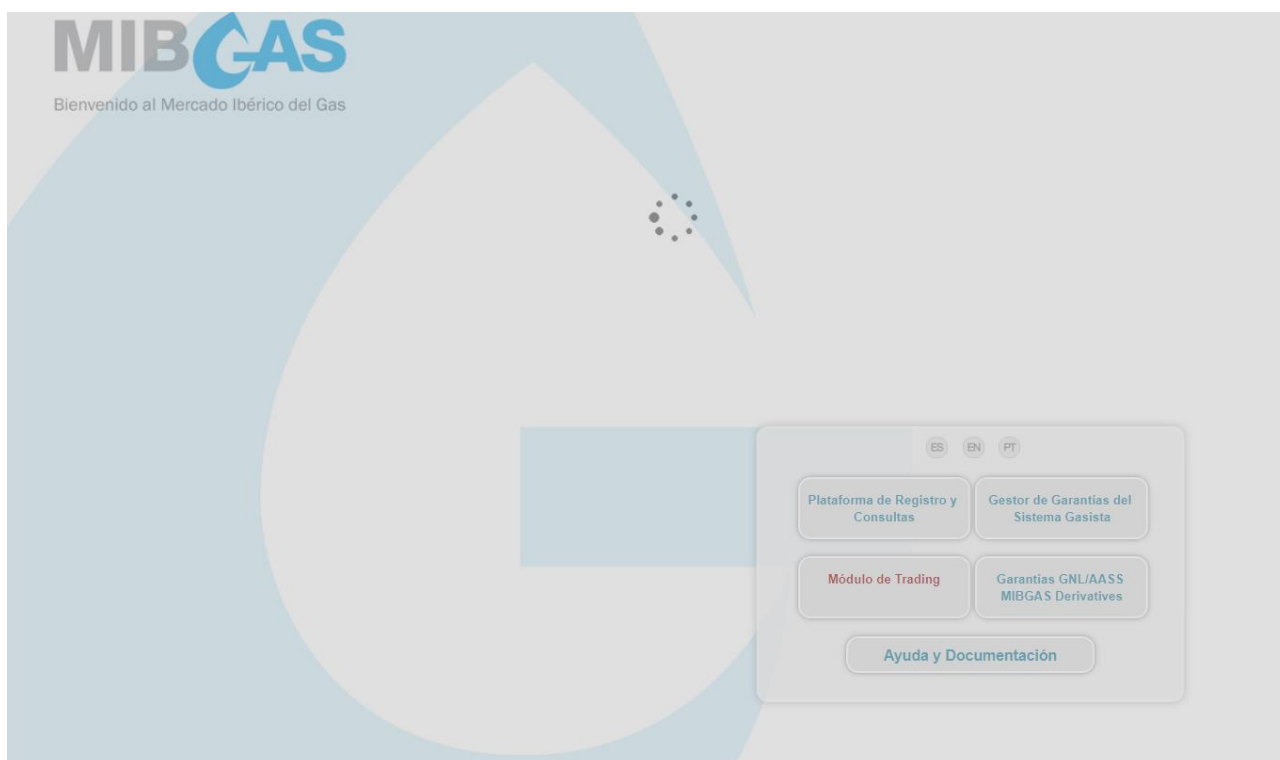 MIBGAS
Bienvenido al Mercado Ibérico del Gas
ES EN PT
Plataforma de Registro y
Consultas
Gestor de Garantías del
Sistema Gasista
Módulo de Trading
Garantías GNL/AASS
MIBGAS Derivatives
Ayuda y Documentación